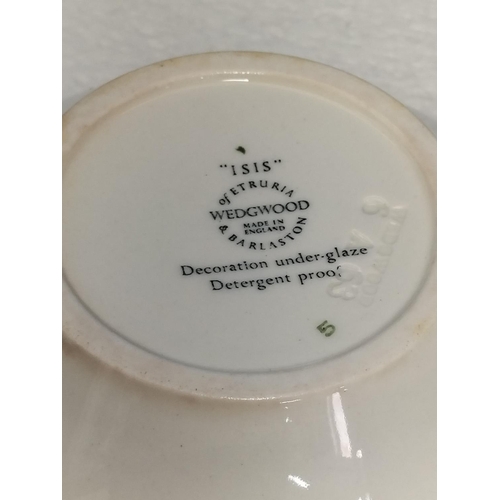 "ISIS"
of ETRURIA
WEDGWOOD
MADE IN
ENGLAND
& BARLASTON
Decoration under-glaze
Detergent proof
5